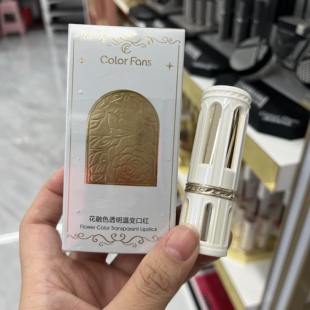 Color Fans
花融色透明温变口红
Flower Color Transparent Lipstick